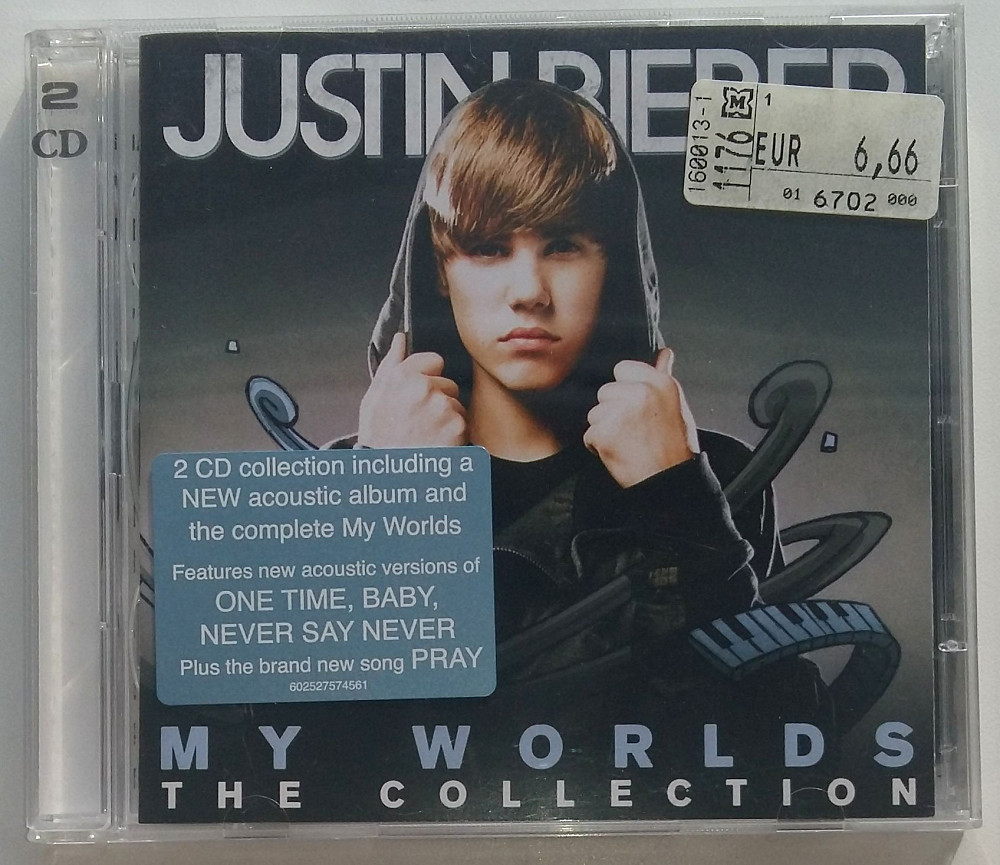 2
CD
JUSTIN BIEBER
160013-1
1176
M
1
EUR 6,66
01 6702 000
2 CD collection including a
NEW acoustic album and
the complete My Worlds
Features new acoustic versions of
ONE TIME, BABY,
NEVER SAY NEVER
Plus the brand new song PRAY
602527574561
MY WORLDS
THE COLLECTION